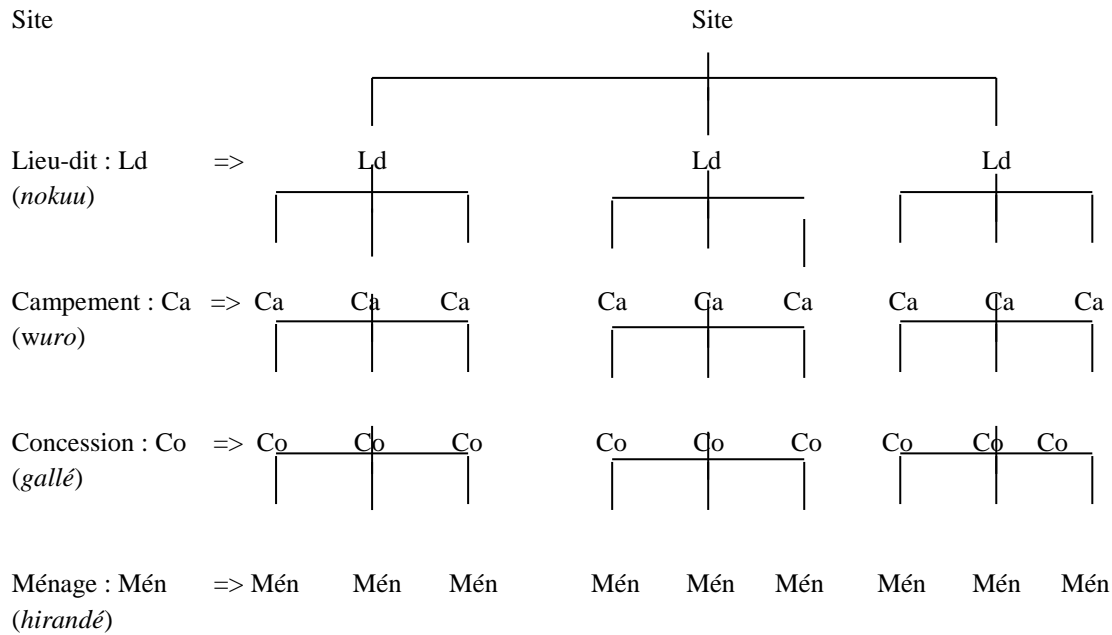 Site Site
Lieu-dit : Ld => Ld Ld Ld
(nokuu)
Campement : Ca => Ca Ca Ca Ca Ca Ca Ca Ca Ca
(wuro)
Concession : Co => Co Co Co Co Co Co Co Co Co
(gallé)
Ménage : Mén => Mén Mén Mén Mén Mén Mén Mén Mén Mén
(hirandé)